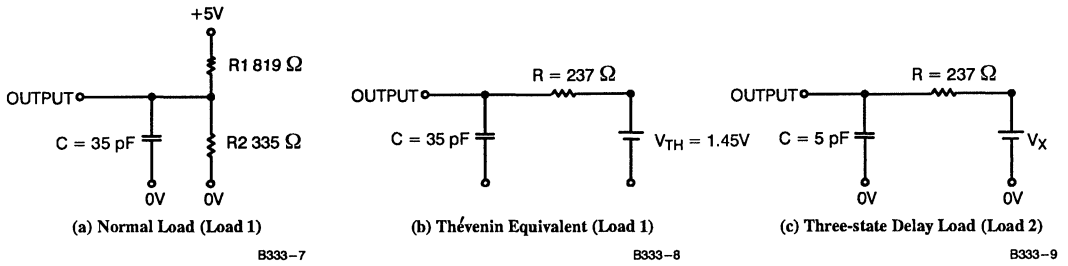 +5V
R1 819 Ω
OUTPUT
C = 35 pF
R2 335 Ω
0V
0V
(a) Normal Load (Load 1)
B333-7
R = 237 Ω
OUTPUT
C = 35 pF
VTH = 1.45V
(b) Thévenin Equivalent (Load 1)
B333-8
R = 237 Ω
OUTPUT
C = 5 pF
VX
0V
0V
(c) Three-state Delay Load (Load 2)
B333-9